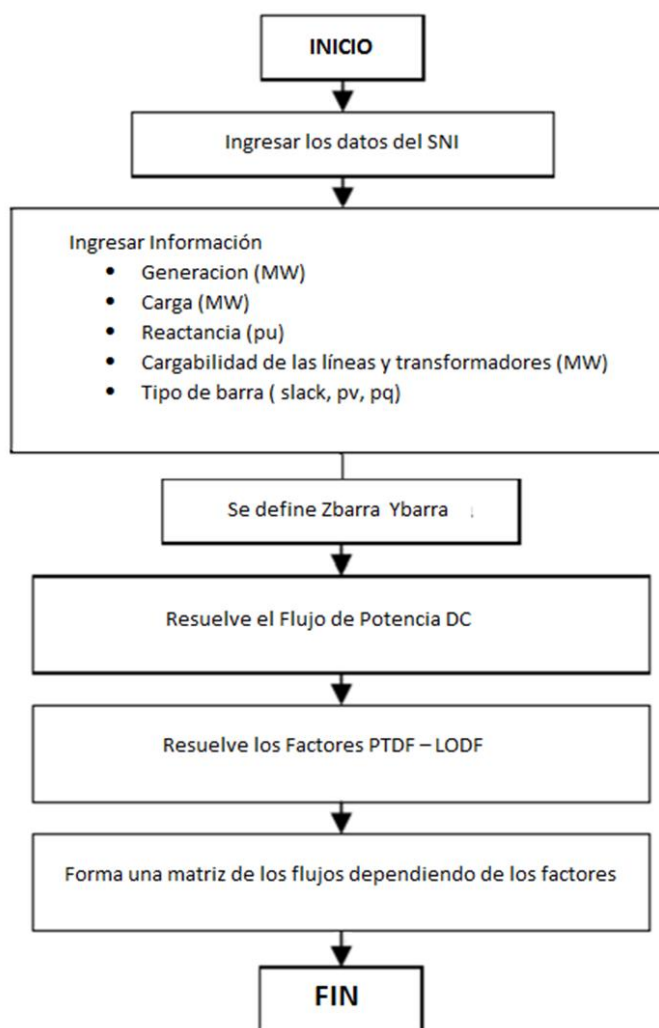 INICIO
Ingresar los datos del SNI
Ingresar Información
• Generacion (MW)
• Carga (MW)
• Reactancia (pu)
• Cargabilidad de las líneas y transformadores (MW)
• Tipo de barra ( slack, pv, pq)
Se define Zbarra Ybarra
Resuelve el Flujo de Potencia DC
Resuelve los Factores PTDF – LODF
Forma una matriz de los flujos dependiendo de los factores
FIN